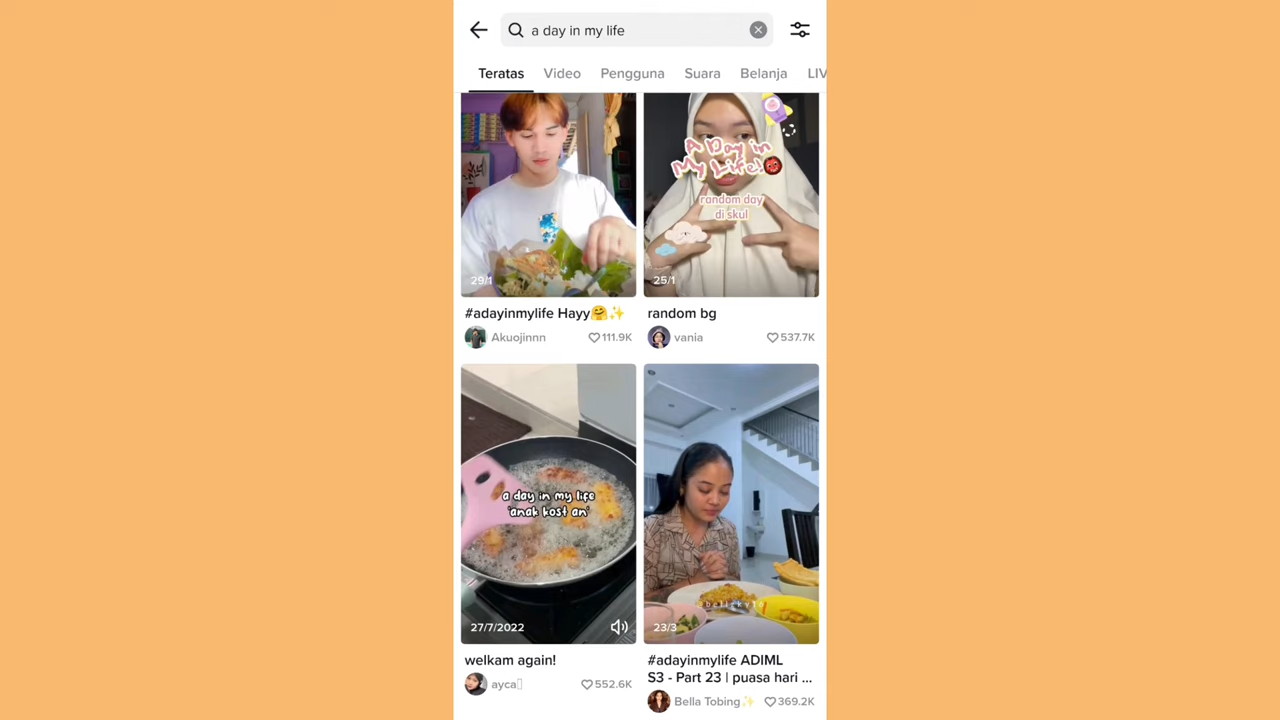 a day in my life
Teratas Video Pengguna Suara Belanja LIV
A Day in
My Life!
random day
di skul
29/1
25/1
#adayinmylife Hayy🤗✨
random bg
Akuojinnn 111.9K
vania 537.7K
a day in my life
'anak kost an'
@beligky10
27/7/2022
23/3
welkam again!
#adayinmylife ADIML
S3 - Part 23 | puasa hari ...
ayca 552.6K
Bella Tobing✨ 369.2K